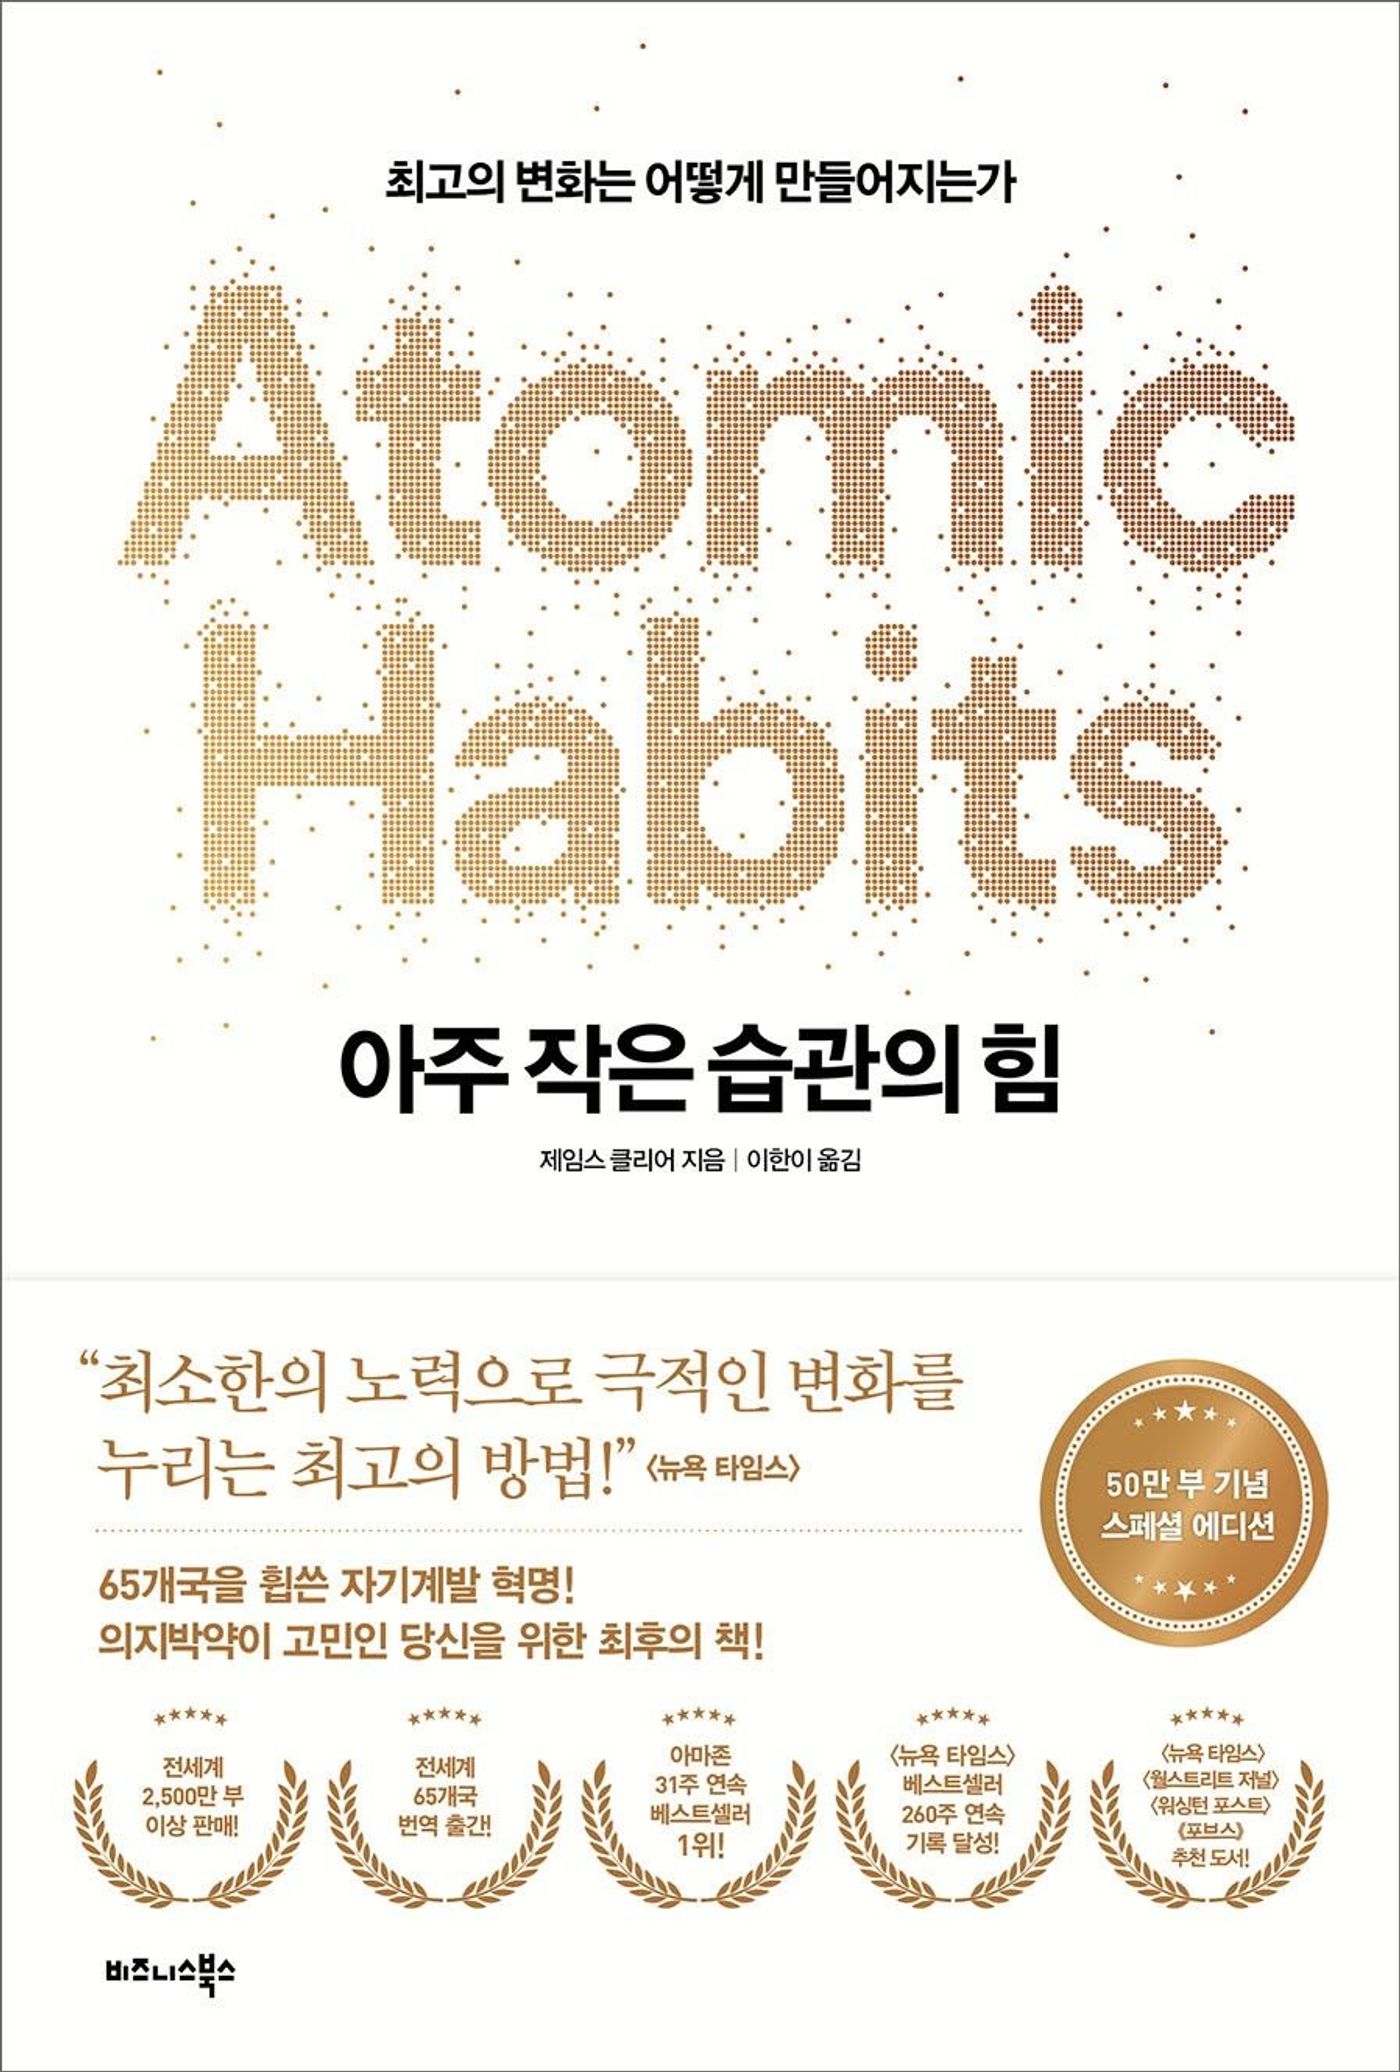 최고의 변화는 어떻게 만들어지는가
Atomic
Habits
아주 작은 습관의 힘
제임스 클리어 지음 | 이한이 옮김
“최소한의 노력으로 극적인 변화를
누리는 최고의 방법!” 〈뉴욕 타임스〉
50만 부 기념
스페셜 에디션
65개국을 휩쓴 자기계발 혁명!
의지박약이 고민인 당신을 위한 최후의 책!
전세계
2,500만 부
이상 판매!
전세계
65개국
번역 출간!
아마존
31주 연속
베스트셀러
1위!
〈뉴욕 타임스〉
베스트셀러
260주 연속
기록 달성!
〈뉴욕 타임스〉
〈월스트리트 저널〉
〈워싱턴 포스트〉
《포브스》
추천 도서!
비즈니스북스